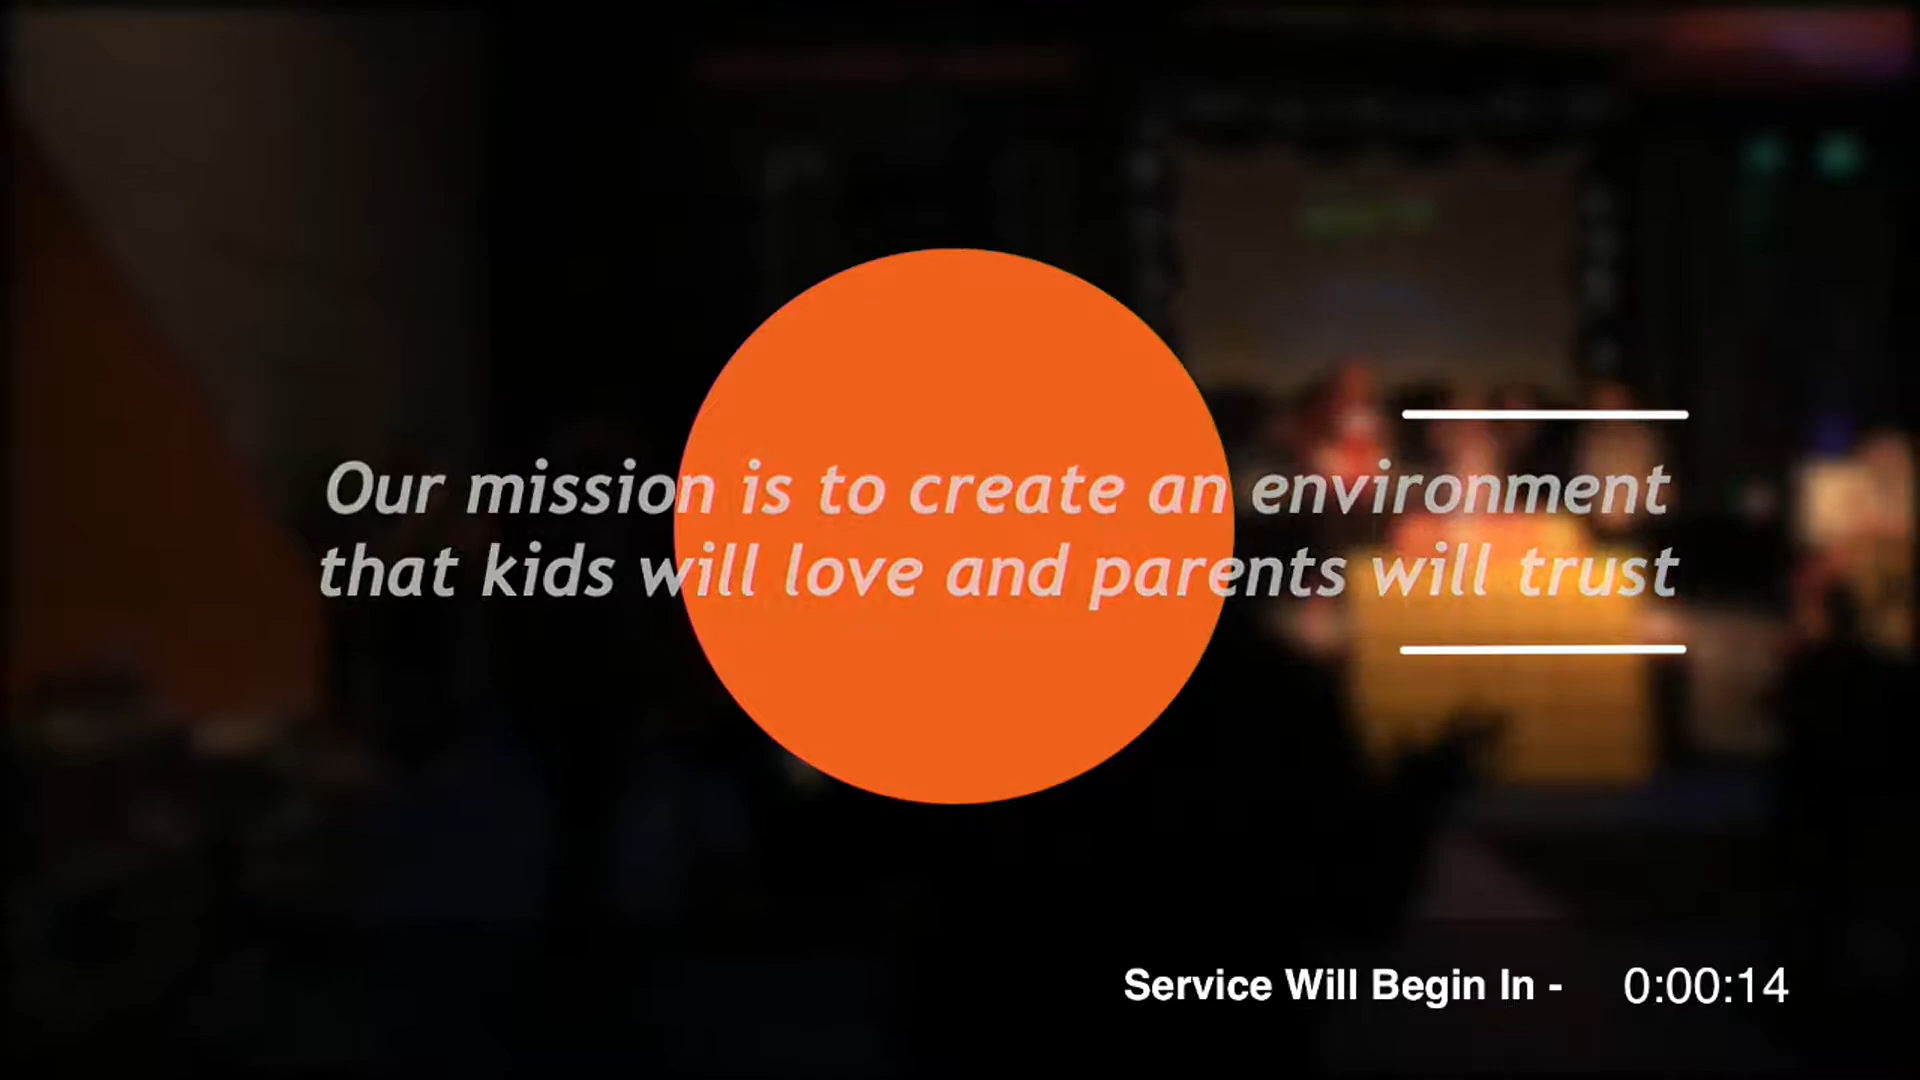 Our mission is to create an environment
that kids will love and parents will trust
Service Will Begin In - 0:00:14